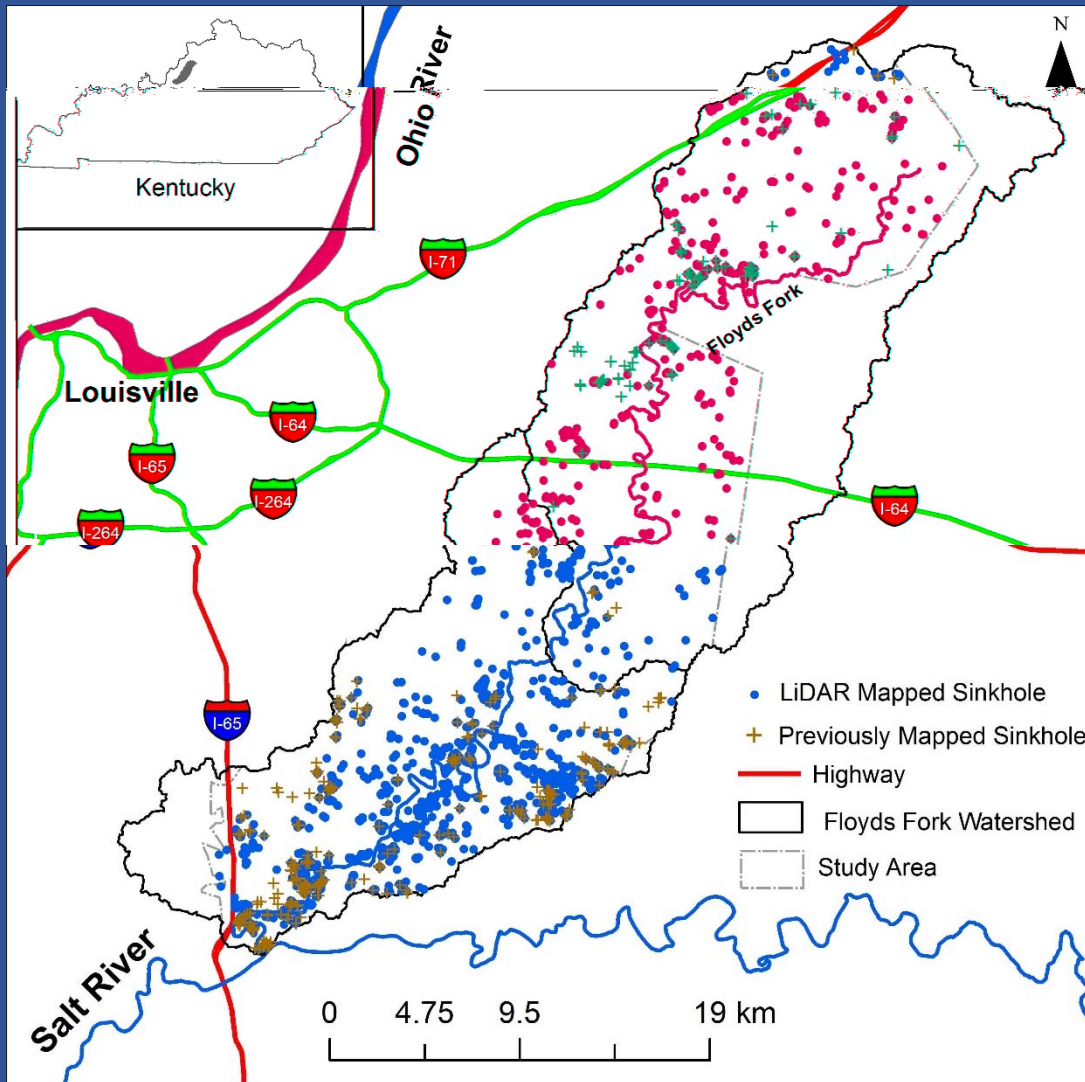 N
Ohio River
Kentucky
I-71
Floyds Fork
Louisville
I-64
I-65
I-264
I-64
I-264
I-65
LiDAR Mapped Sinkhole
Previously Mapped Sinkhole
Highway
Floyds Fork Watershed
Study Area
Salt River
0 4.75 9.5 19 km